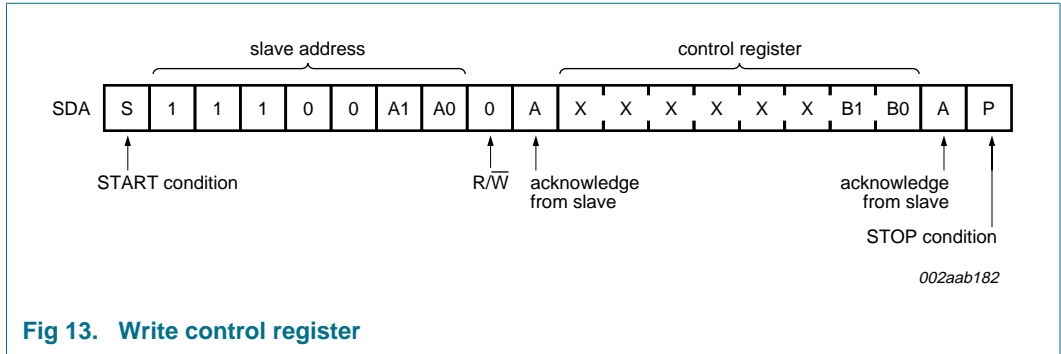 slave address
control register
SDA S 1 1 1 0 0 A1 A0 0 A X X X X X X B1 B0 A P
START condition
R/W̅
acknowledge
from slave
acknowledge
from slave
STOP condition
002aab182
Fig 13. Write control register